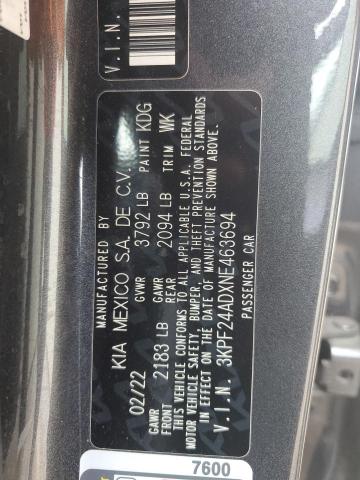 V.I.N.
MANUFACTURED BY
KIA MEXICO S.A. DE C.V.
02/22 GVWR 3792 LB PAINT KDG
GAWR FRONT 2183 LB GAWR REAR 2094 LB TRIM WK
THIS VEHICLE CONFORMS TO ALL APPLICABLE U.S.A. FEDERAL
MOTOR VEHICLE SAFETY, BUMPER, AND THEFT PREVENTION STANDARDS
IN EFFECT ON THE DATE OF MANUFACTURE SHOWN ABOVE.
V.I.N. 3KPF24ADXNE463694
PASSENGER CAR
7600